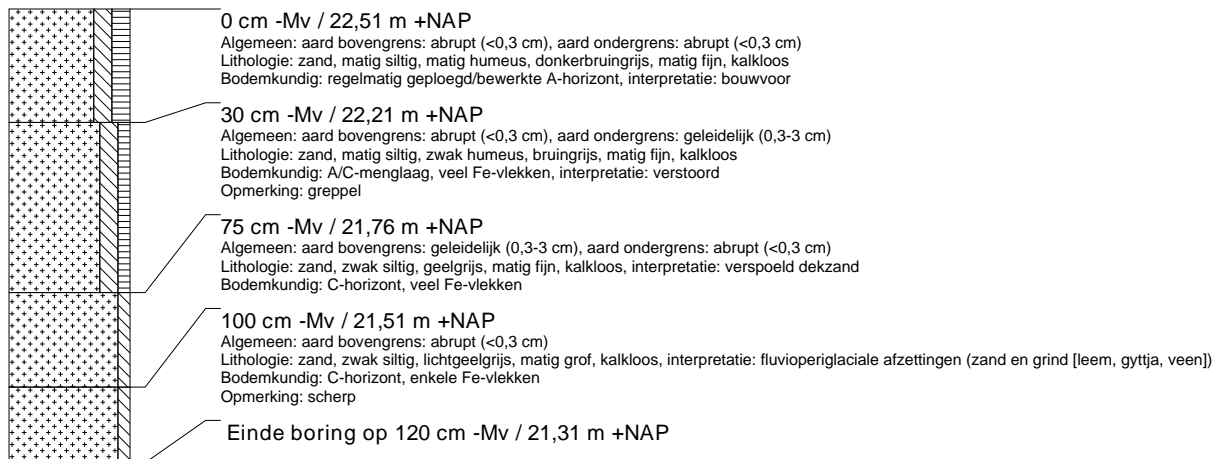 0 cm -Mv / 22,51 m +NAP
Algemeen: aard bovengrens: abrupt (<0,3 cm), aard ondergrens: abrupt (<0,3 cm)
Lithologie: zand, matig siltig, matig humeus, donkerbruingrijs, matig fijn, kalkloos
Bodemkundig: regelmatig geploegd/bewerkte A-horizont, interpretatie: bouwvoor
30 cm -Mv / 22,21 m +NAP
Algemeen: aard bovengrens: abrupt (<0,3 cm), aard ondergrens: geleidelijk (0,3-3 cm)
Lithologie: zand, matig siltig, zwak humeus, bruingrijs, matig fijn, kalkloos
Bodemkundig: A/C-menglaag, veel Fe-vlekken, interpretatie: verstoord
Opmerking: greppel
75 cm -Mv / 21,76 m +NAP
Algemeen: aard bovengrens: geleidelijk (0,3-3 cm), aard ondergrens: abrupt (<0,3 cm)
Lithologie: zand, zwak siltig, geelgrijs, matig fijn, kalkloos, interpretatie: verspoeld dekzand
Bodemkundig: C-horizont, veel Fe-vlekken
100 cm -Mv / 21,51 m +NAP
Algemeen: aard bovengrens: abrupt (<0,3 cm)
Lithologie: zand, zwak siltig, lichtgeelgrijs, matig grof, kalkloos, interpretatie: fluvioperiglaciale afzettingen (zand en grind [leem, gyttja, veen])
Bodemkundig: C-horizont, enkele Fe-vlekken
Opmerking: scherp
Einde boring op 120 cm -Mv / 21,31 m +NAP